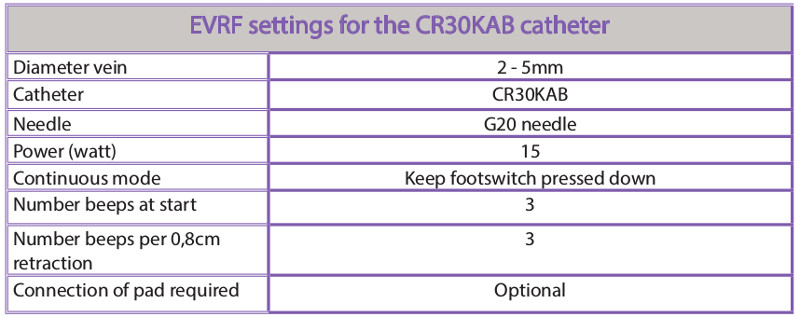 EVRF settings for the CR30KAB catheter
Diameter vein 2 - 5mm
Catheter CR30KAB
Needle G20 needle
Power (watt) 15
Continuous mode Keep footswitch pressed down
Number beeps at start 3
Number beeps per 0,8cm 3
retraction
Connection of pad required Optional